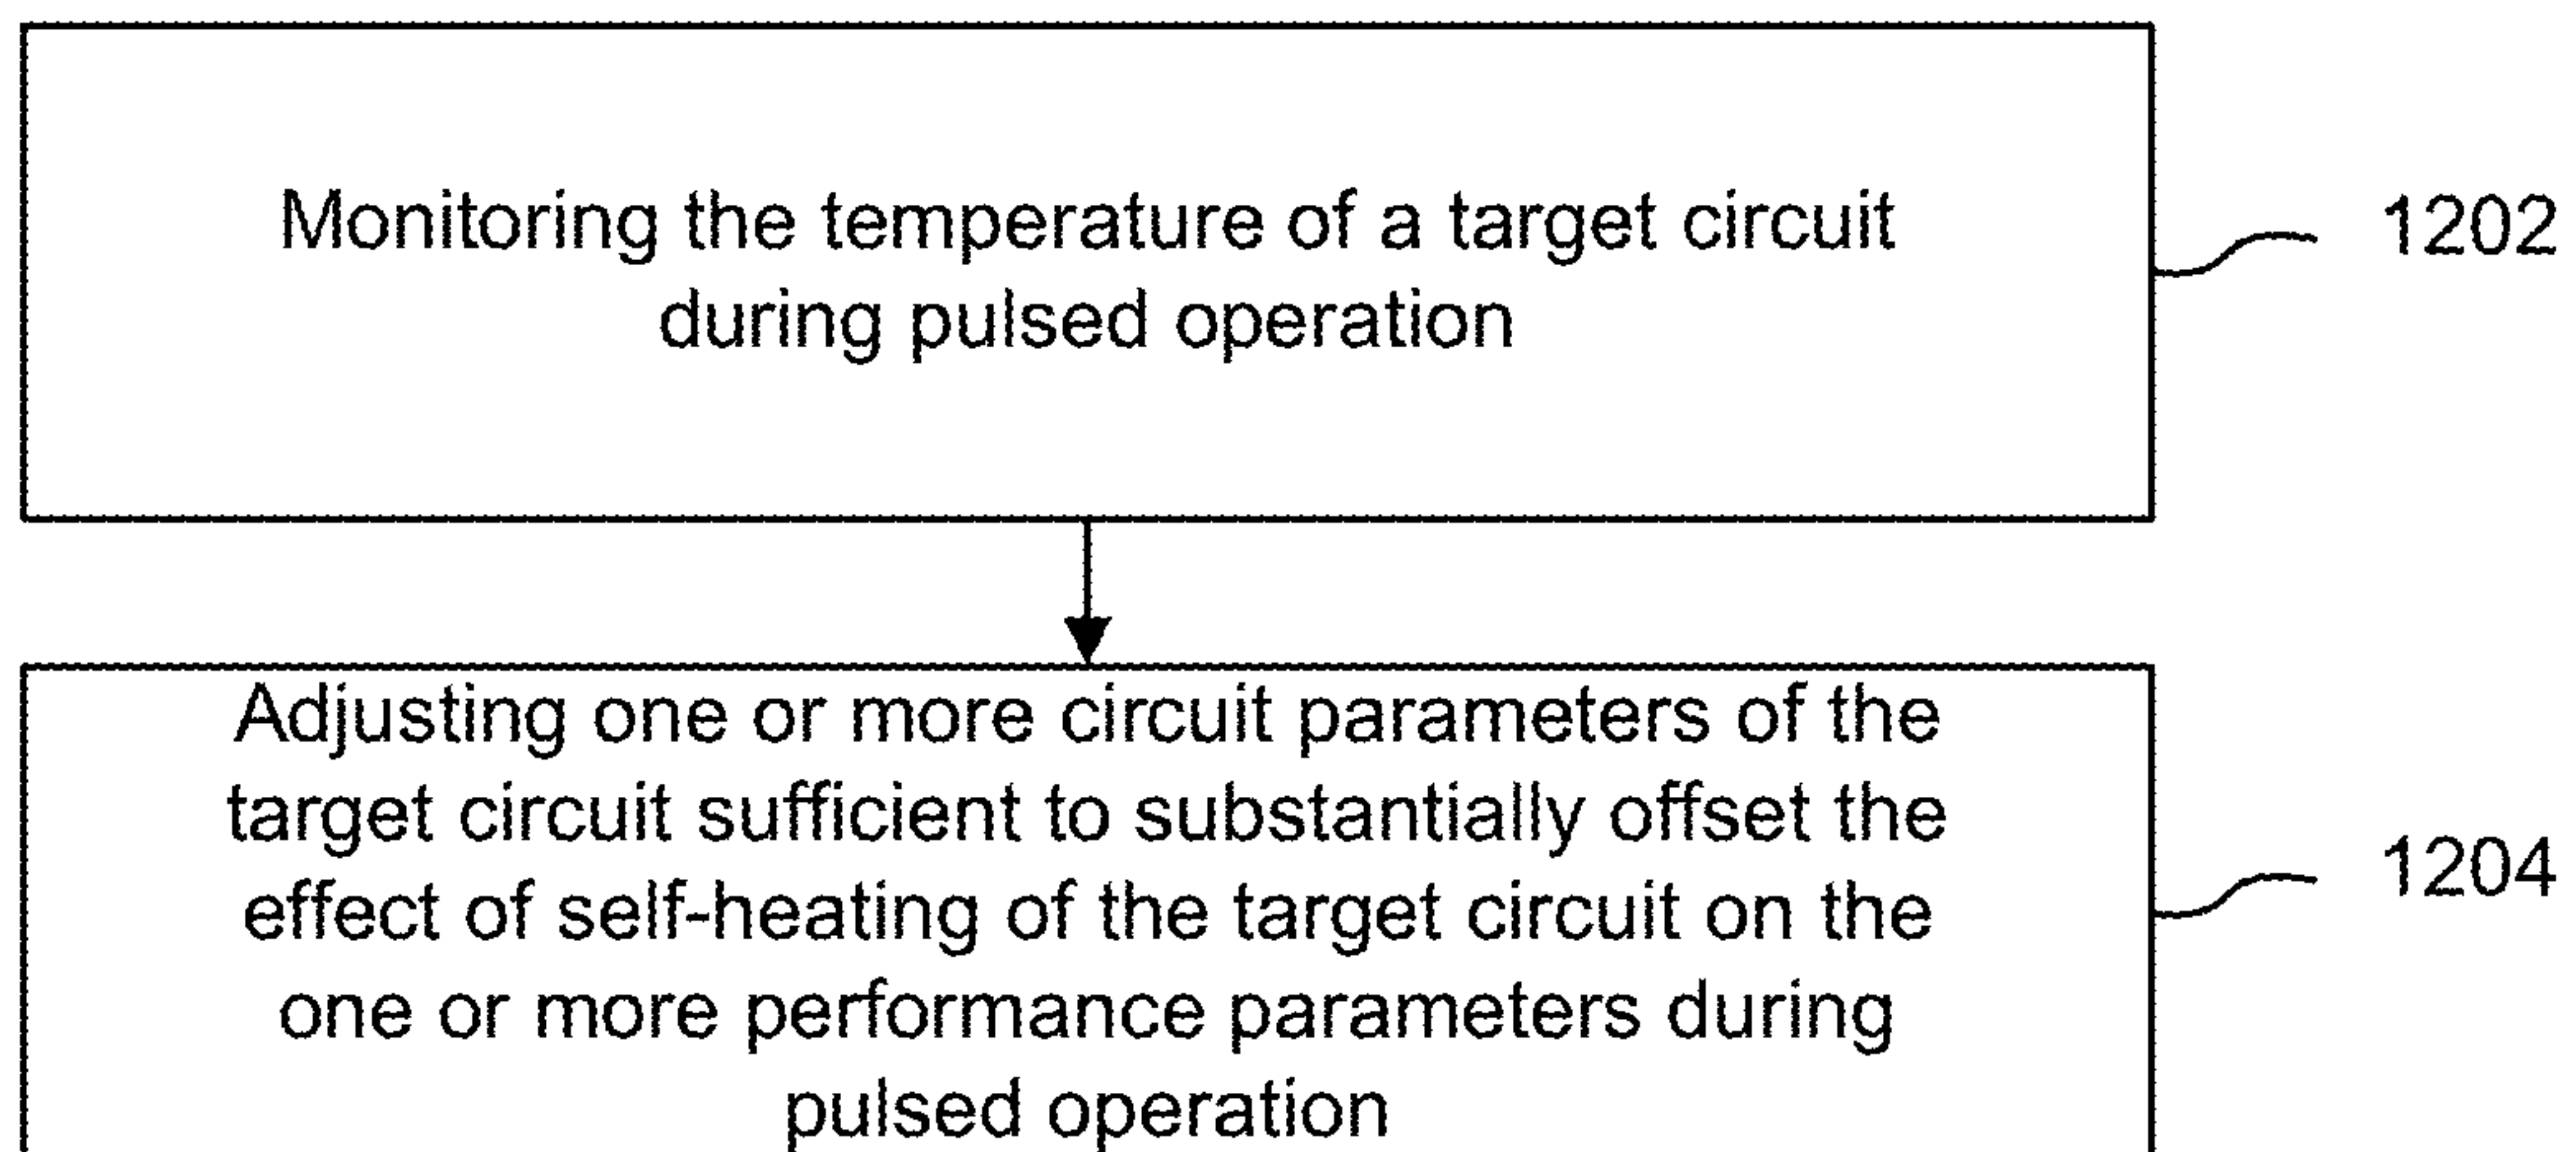 Monitoring the temperature of a target circuit
during pulsed operation
1202
Adjusting one or more circuit parameters of the
target circuit sufficient to substantially offset the
effect of self-heating of the target circuit on the
one or more performance parameters during
pulsed operation
1204